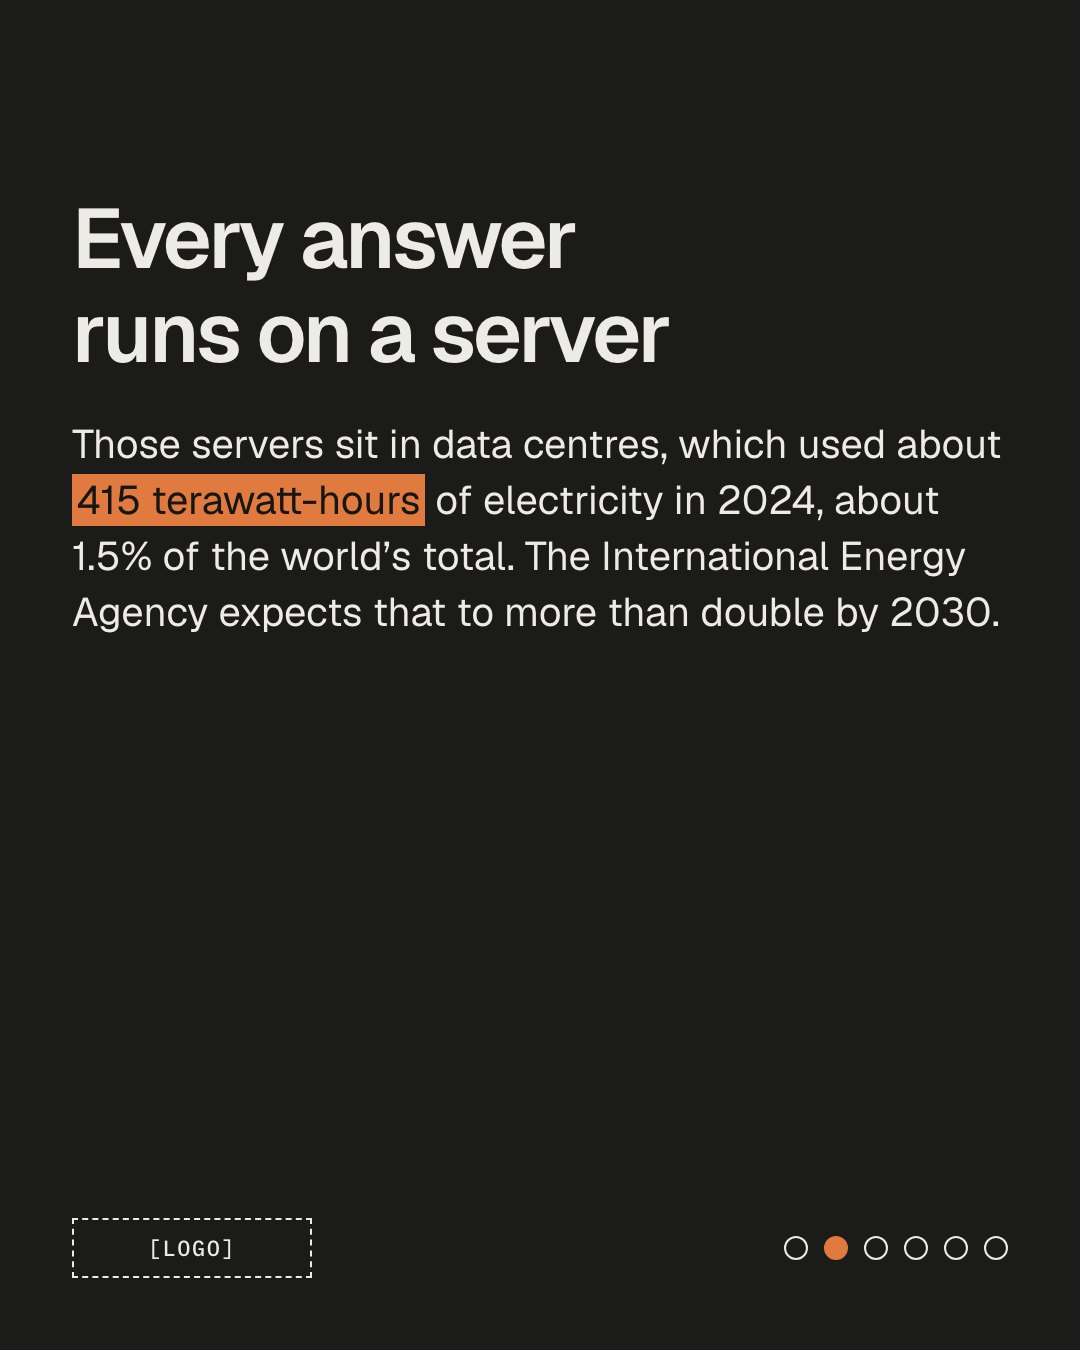 Every answer
runs on a server
Those servers sit in data centres, which used about
415 terawatt-hours of electricity in 2024, about
1.5% of the world’s total. The International Energy
Agency expects that to more than double by 2030.
[LOGO]